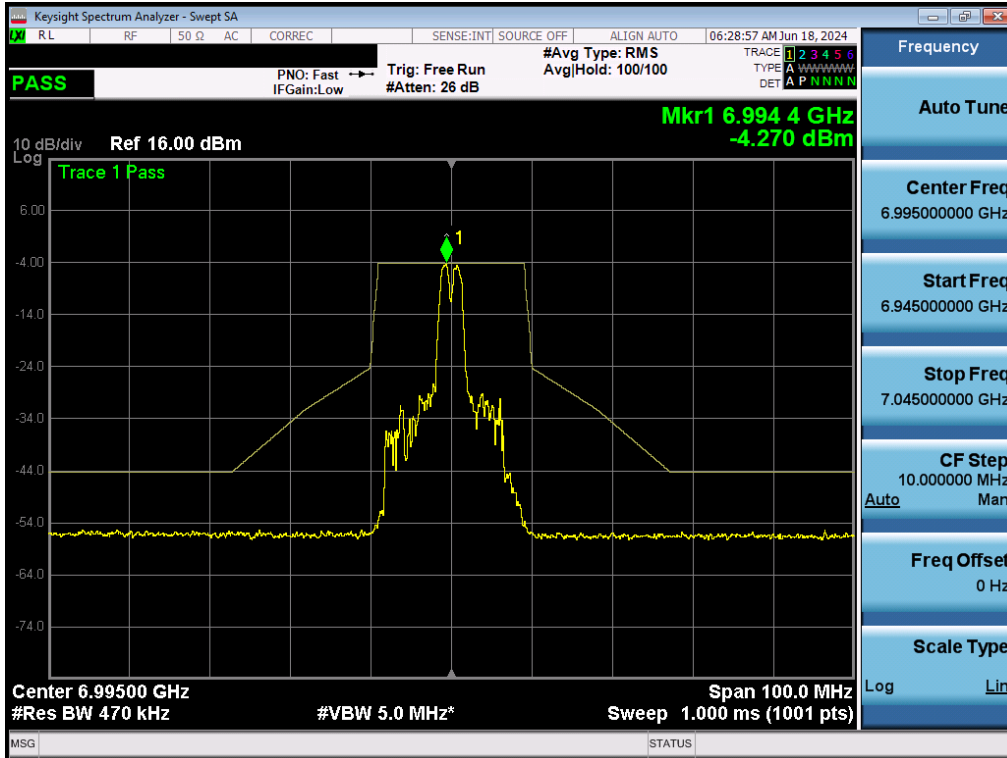 Keysight Spectrum Analyzer - Swept SA
LXI RL RF 50 Ω AC CORREC SENSE:INT SOURCE OFF ALIGN AUTO 06:28:57 AM Jun 18, 2024
PASS
PNO: Fast
IFGain:Low
Trig: Free Run
#Atten: 26 dB
#Avg Type: RMS
Avg|Hold: 100/100
TRACE 1 2 3 4 5 6
TYPE A WWWWW
DET A P N N N N
Mkr1 6.994 4 GHz
-4.270 dBm
10 dB/div Ref 16.00 dBm
Log
Trace 1 Pass
1
6.00
-4.00
-14.0
-24.0
-34.0
-44.0
-54.0
-64.0
-74.0
Center 6.99500 GHz Span 100.0 MHz
#Res BW 470 kHz #VBW 5.0 MHz* Sweep 1.000 ms (1001 pts)
MSG STATUS
Frequency
Auto Tune
Center Freq
6.995000000 GHz
Start Freq
6.945000000 GHz
Stop Freq
7.045000000 GHz
CF Step
10.000000 MHz
Auto Man
Freq Offset
0 Hz
Scale Type
Log Lin